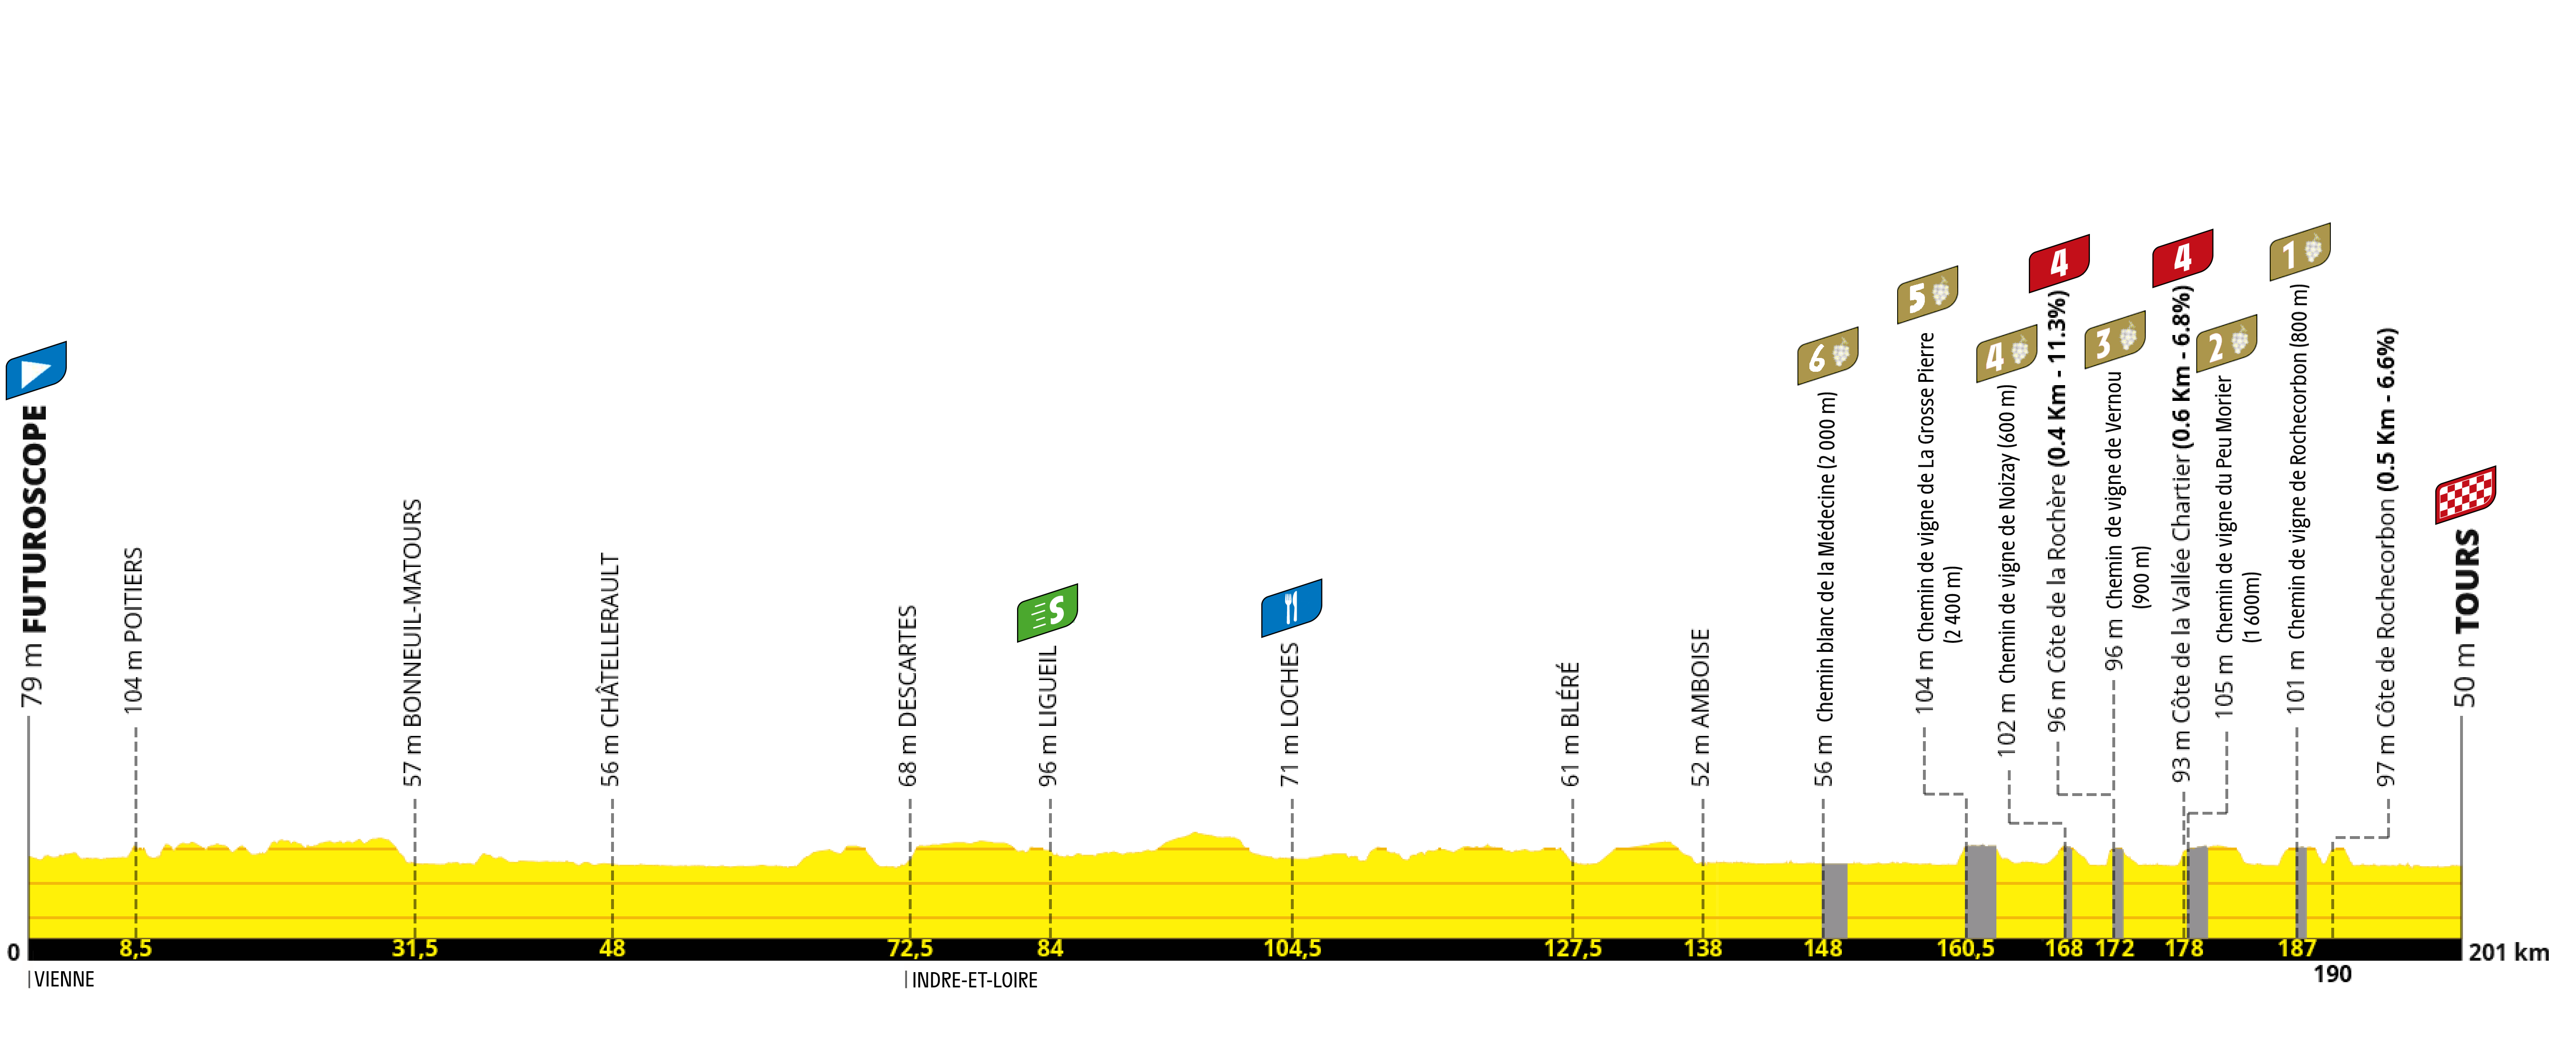 79 m FUTUROSCOPE
104 m POITIERS
57 m BONNEUIL-MATOURS
56 m CHÂTELLERAULT
68 m DESCARTES
S
96 m LIGUEIL
71 m LOCHES
61 m BLÉRÉ
52 m AMBOISE
6
56 m Chemin blanc de la Médecine (2 000 m)
5
104 m Chemin de vigne de La Grosse Pierre
(2 400 m)
4
102 m Chemin de vigne de Noizay (600 m)
4
96 m Côte de la Rochère (0.4 Km - 11.3%)
3
96 m Chemin de vigne de Vernou
(900 m)
4
93 m Côte de la Vallée Chartier (0.6 Km - 6.8%)
2
105 m Chemin de vigne du Peu Morier
(1 600m)
1
101 m Chemin de vigne de Rochecorbon (800 m)
97 m Côte de Rochecorbon (0.5 Km - 6.6%)
50 m TOURS
0 8,5 31,5 48 72,5 84 104,5 127,5 138 148 160,5 168 172 178 187 201 km
190
VIENNE
INDRE-ET-LOIRE